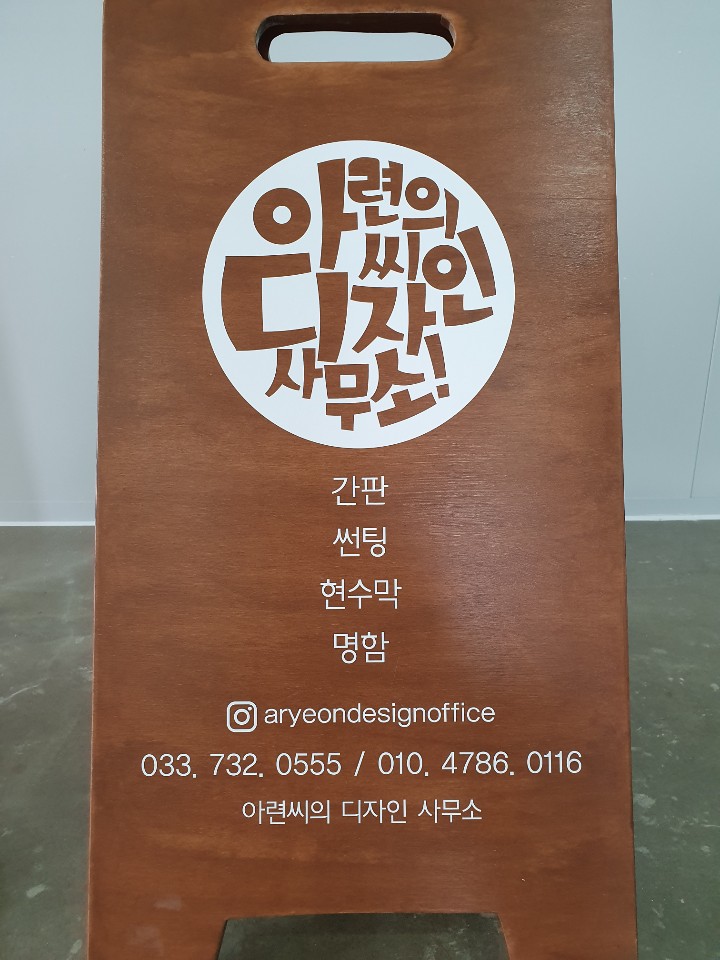 아련씨의
디자인
사무소!
간판
썬팅
현수막
명함
aryeondesignoffice
033. 732. 0555 / 010. 4786. 0116
아련씨의 디자인 사무소